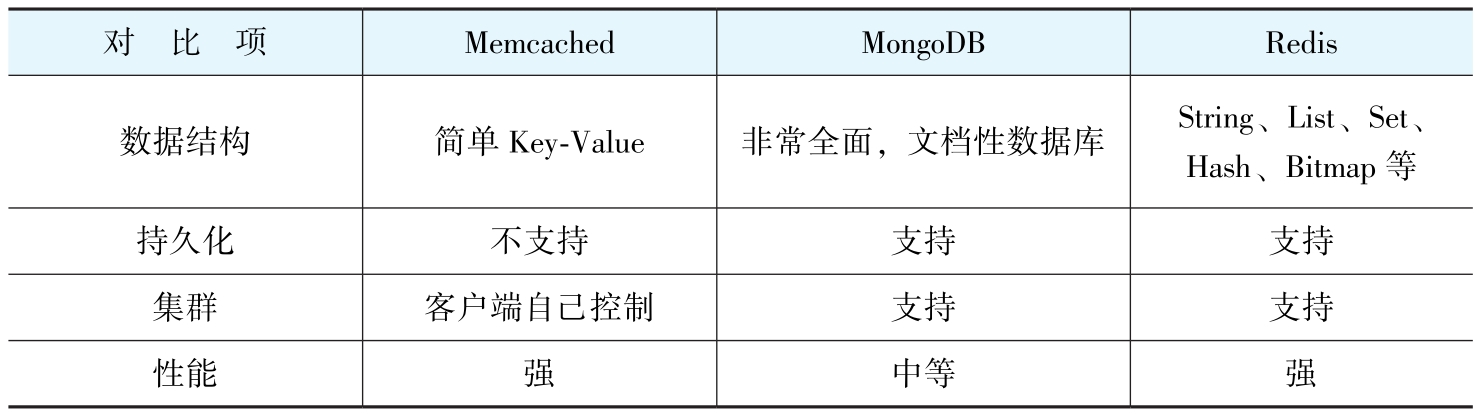 对 比 项 Memcached MongoDB Redis
数据结构 简单 Key-Value 非常全面，文档性数据库 String、List、Set、
Hash、Bitmap 等
持久化 不支持 支持 支持
集群 客户端自己控制 支持 支持
性能 强 中等 强